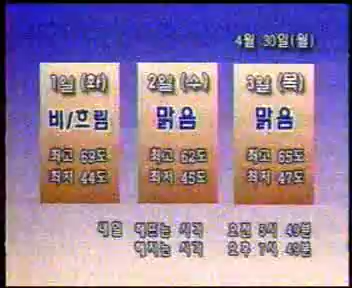 4월 30일(월)
1일 (화) 2일 (수) 3일 (목)
비/흐림 맑음 맑음
최고 63도 최고 62도 최고 65도
최저 44도 최저 45도 최저 47도
내일 해뜨는 시각 오전 5시 49분
해지는 시각 오후 7시 49분